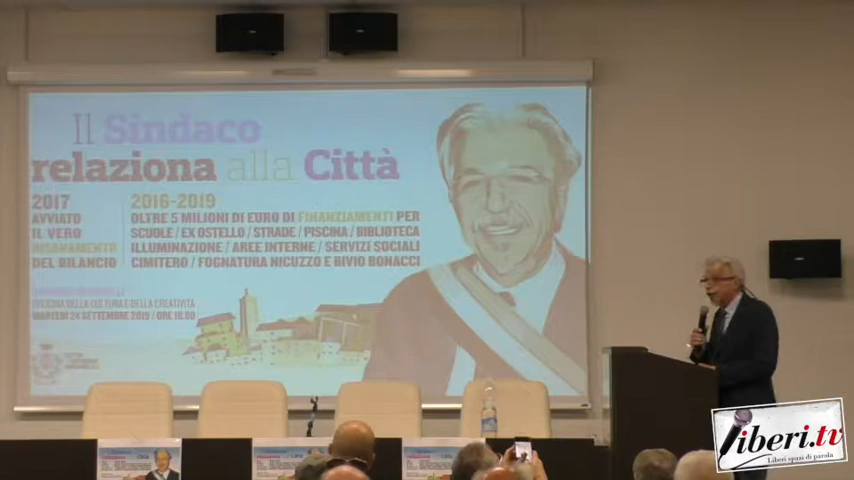 Il Sindaco
relaziona alla Città
2017
AVVIATO
IL VERO
RISANAMENTO
DEL BILANCIO
2016-2019
OLTRE 5 MILIONI DI EURO DI FINANZIAMENTI PER
SCUOLE / EX OSTELLO / STRADE / PISCINA / BIBLIOTECA
ILLUMINAZIONE / AREE INTERNE / SERVIZI SOCIALI
CIMITERO / FOGNATURA NICUZZO E BIVIO BONACCI
OFFICINA DELLA CULTURA E DELLA CREATIVITÀ
MARTEDÌ 24 SETTEMBRE 2019 / ORE 18.00
liberi.tv
Liberi spazi di parola